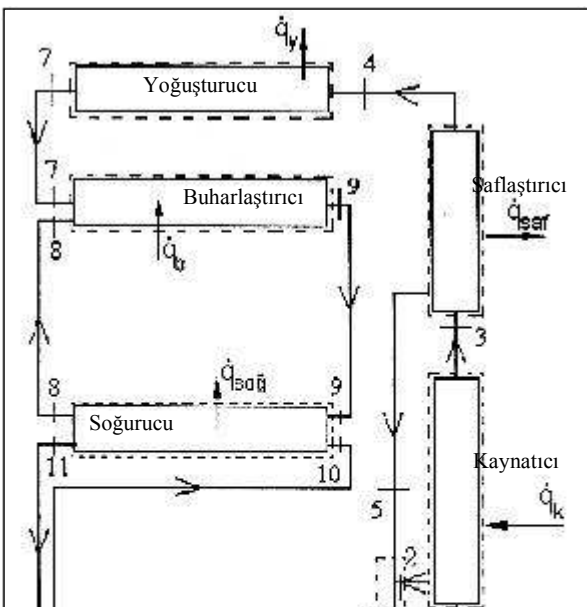 q̇y
7
4
Yoğuşturucu
7
9
Saflaştırıcı
Buharlaştırıcı
q̇saf
8
q̇b
3
8
q̇soğ
9
Soğurucu
Kaynatıcı
11
10
q̇k
5
2